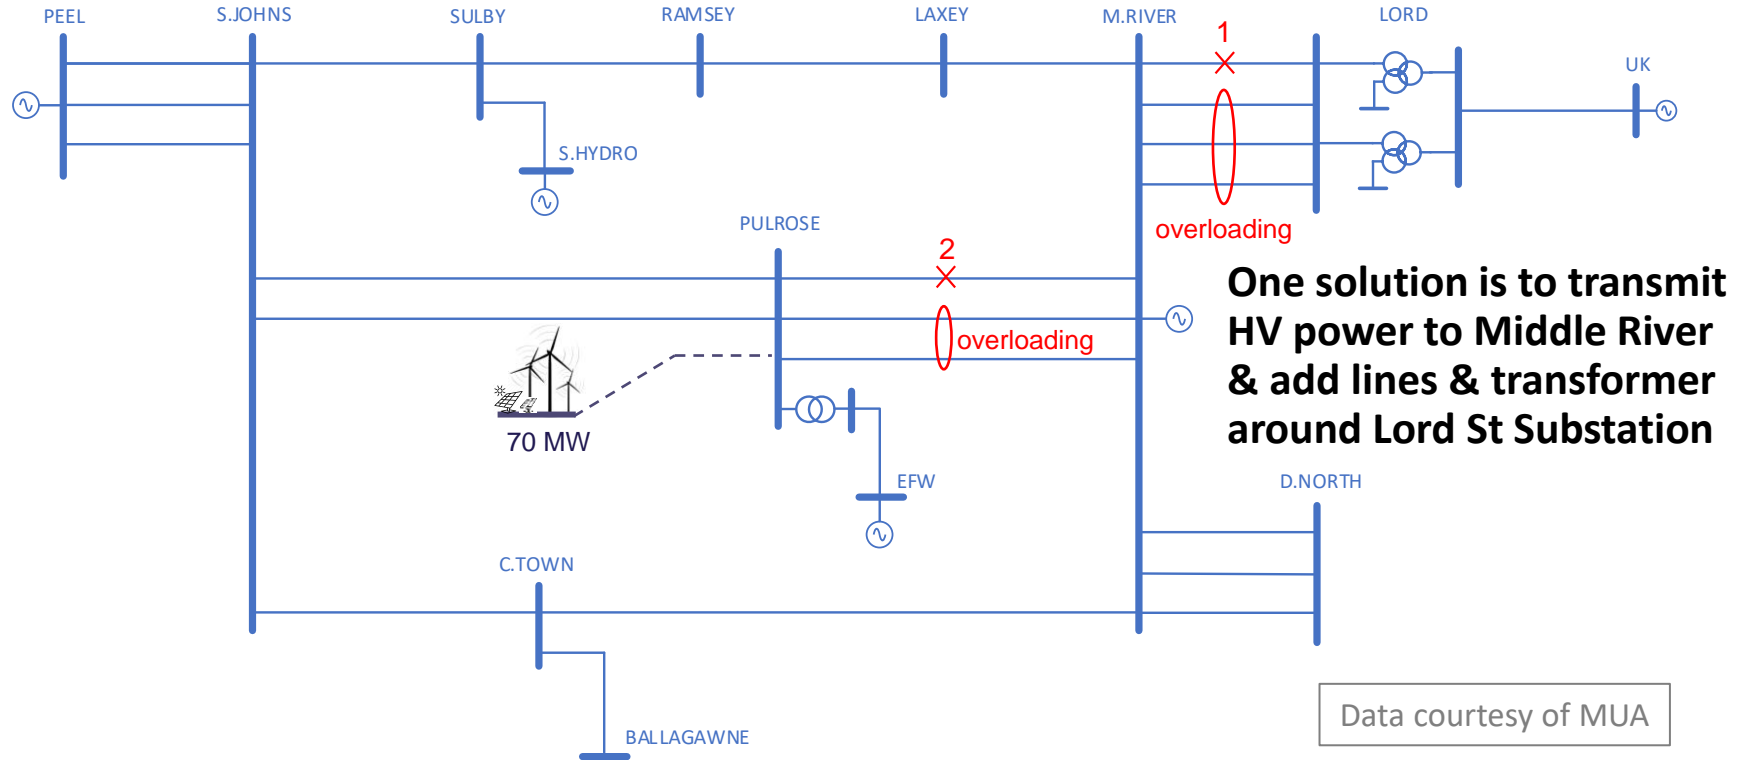 PEEL
S.JOHNS
SULBY
RAMSEY
LAXEY
M.RIVER
LORD
1
UK
S.HYDRO
PULROSE
overloading
2
One solution is to transmit
HV power to Middle River
& add lines & transformer
around Lord St Substation
overloading
70 MW
EFW
D.NORTH
C.TOWN
Data courtesy of MUA
BALLAGAWNE